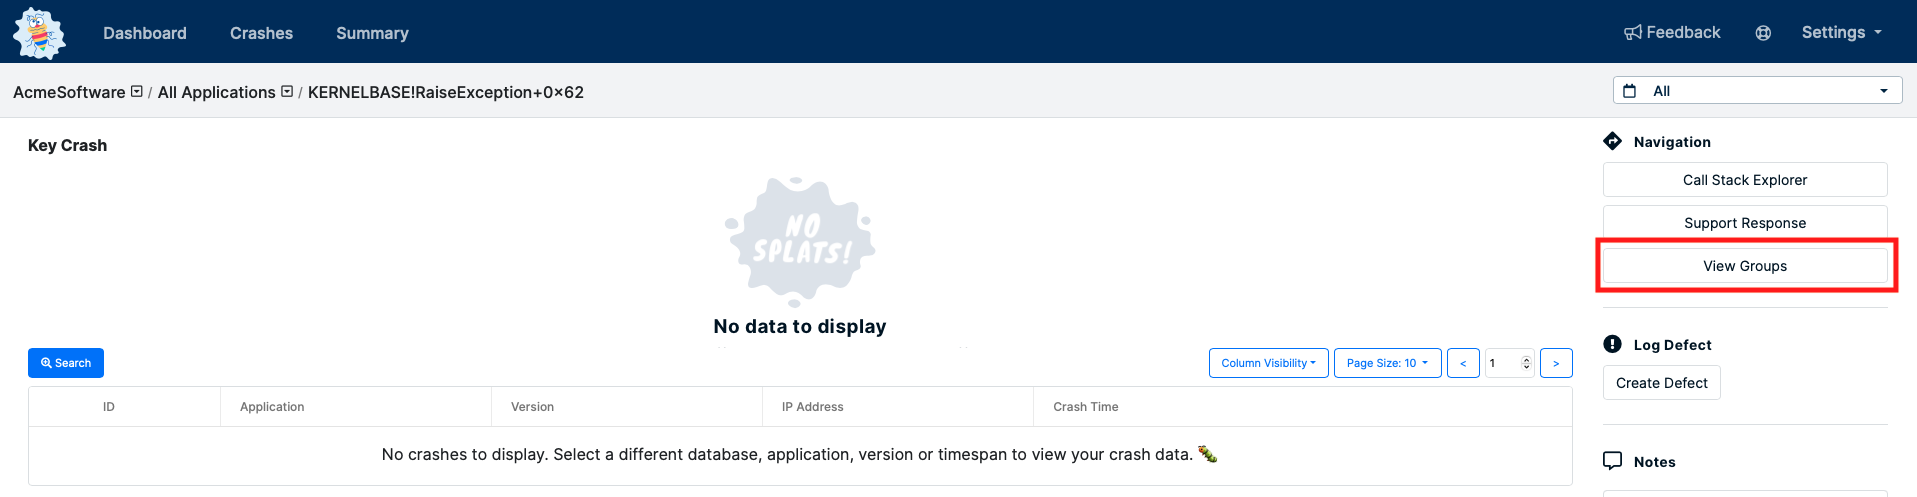 Dashboard Crashes Summary Feedback Settings
AcmeSoftware / All Applications / KERNELBASE!RaiseException+0x62 All
Key Crash
NO
SPLATS!
No data to display
Search Column Visibility Page Size: 10 < 1 >
ID Application Version IP Address Crash Time
No crashes to display. Select a different database, application, version or timespan to view your crash data.
Navigation
Call Stack Explorer
Support Response
View Groups
Log Defect
Create Defect
Notes